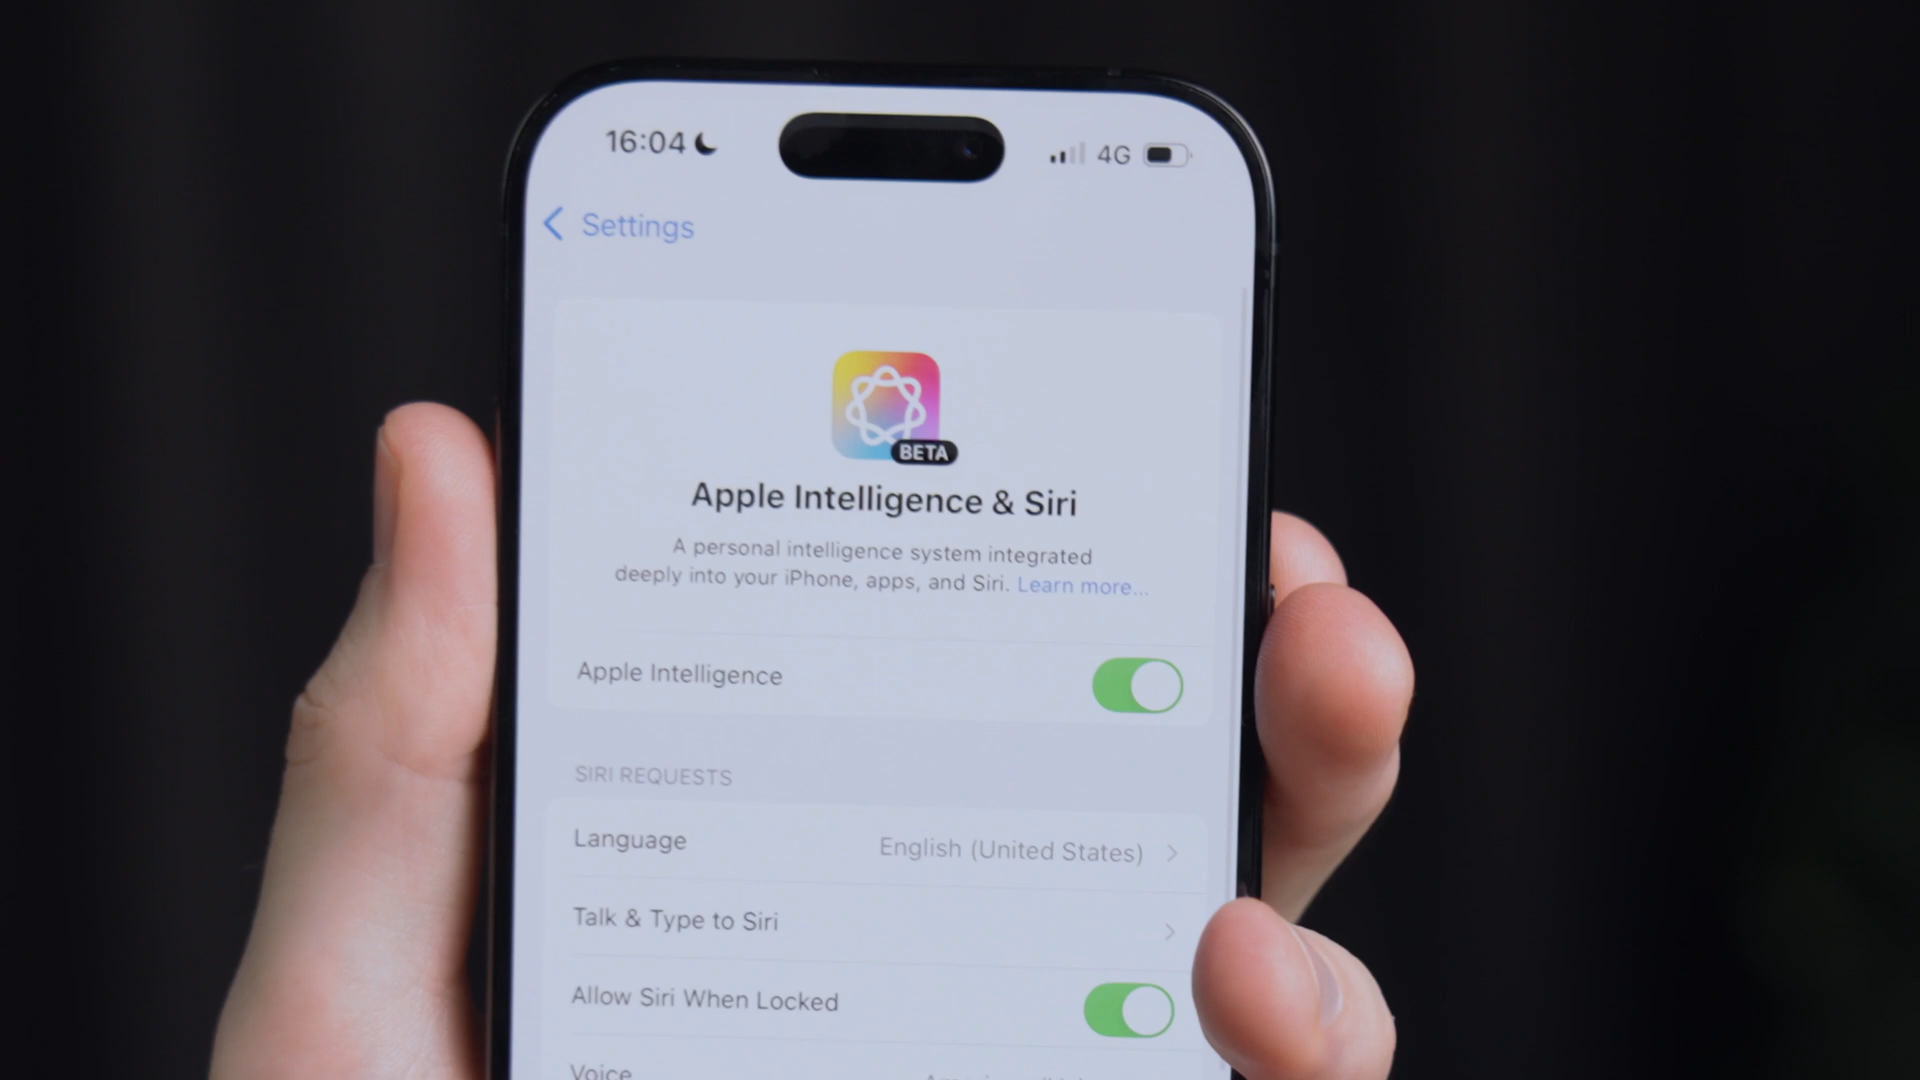 16:04
4G
Settings
BETA
Apple Intelligence & Siri
A personal intelligence system integrated
deeply into your iPhone, apps, and Siri. Learn more...
Apple Intelligence
SIRI REQUESTS
Language English (United States)
Talk & Type to Siri
Allow Siri When Locked
Voice